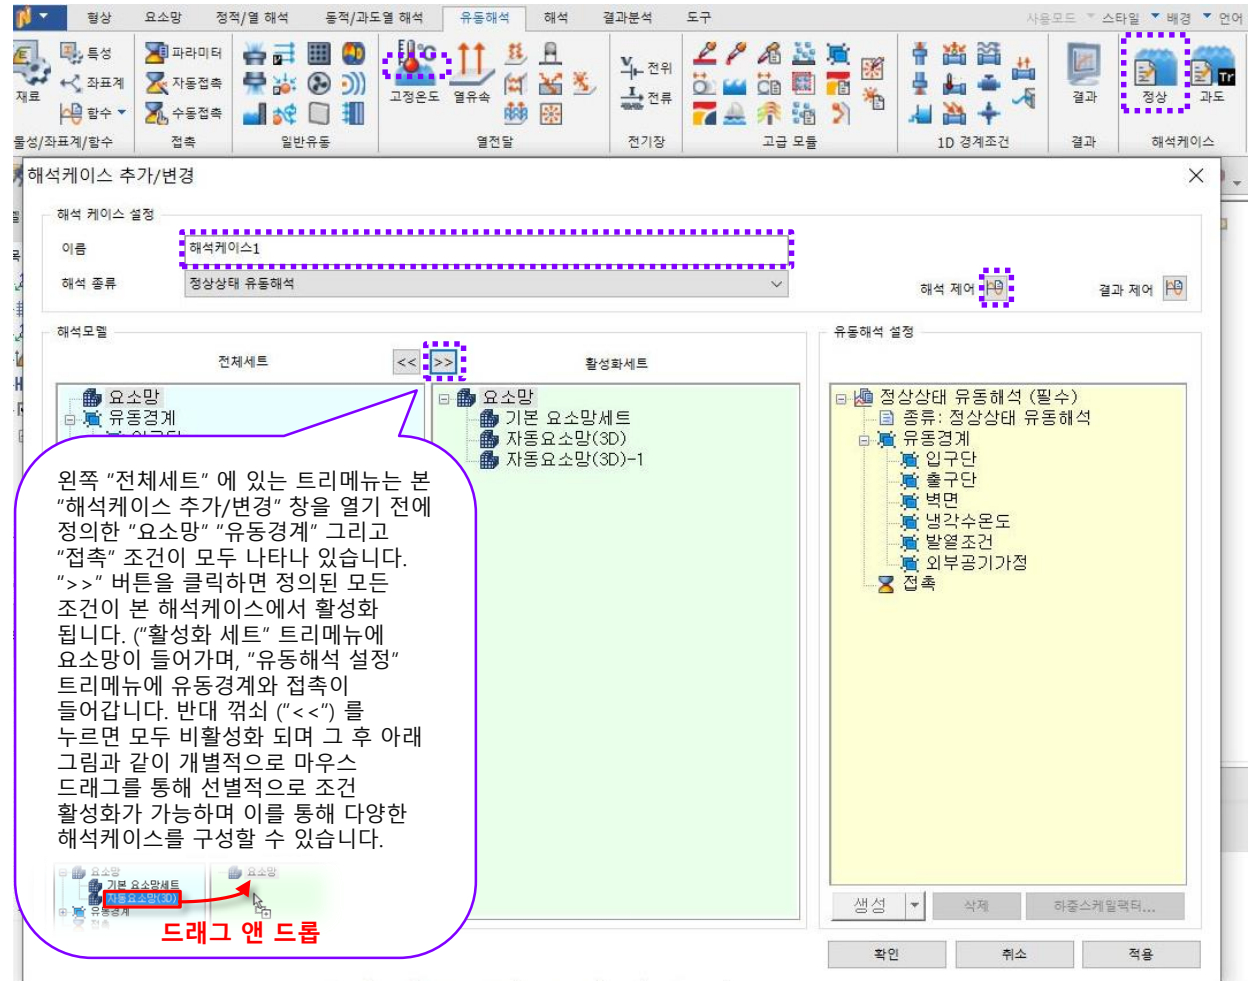 형상 요소망 정적/열 해석 동적/과도열 해석 유동해석 해석 결과분석 도구 사용모드 스타일 배경 언어
특성 파라미터
전위
좌표계 자동접촉
재료 고정온도 열유속 전류 결과 정상 과도
함수 수동접촉
물성/좌표계/함수 접촉 일반유동 열전달 전기장 고급 모듈 1D 경계조건 결과 해석케이스
해석케이스 추가/변경
해석 케이스 설정
이름 해석케이스1
해석 종류 정상상태 유동해석 해석 제어 결과 제어
해석모델 유동해석 설정
전체세트 << >> 활성화세트
요소망
유동경계
요소망
기본 요소망세트
자동요소망(3D)
자동요소망(3D)-1
정상상태 유동해석 (필수)
종류: 정상상태 유동해석
유동경계
입구단
출구단
벽면
냉각수온도
발열조건
외부공기가정
접촉
왼쪽 “전체세트” 에 있는 트리메뉴는 본
“해석케이스 추가/변경” 창을 열기 전에
정의한 “요소망” “유동경계” 그리고
“접촉” 조건이 모두 나타나 있습니다.
“>>” 버튼을 클릭하면 정의된 모든
조건이 본 해석케이스에서 활성화
됩니다. (“활성화 세트” 트리메뉴에
요소망이 들어가며, “유동해석 설정”
트리메뉴에 유동경계와 접촉이
들어갑니다. 반대 꺾쇠 (“<<“) 를
누르면 모두 비활성화 되며 그 후 아래
그림과 같이 개별적으로 마우스
드래그를 통해 선별적으로 조건
활성화가 가능하며 이를 통해 다양한
해석케이스를 구성할 수 있습니다.
요소망 요소망
기본 요소망세트
자동요소망(3D)
유동경계
접촉
드래그 앤 드롭
생성 삭제 하중스케일팩터...
확인 취소 적용